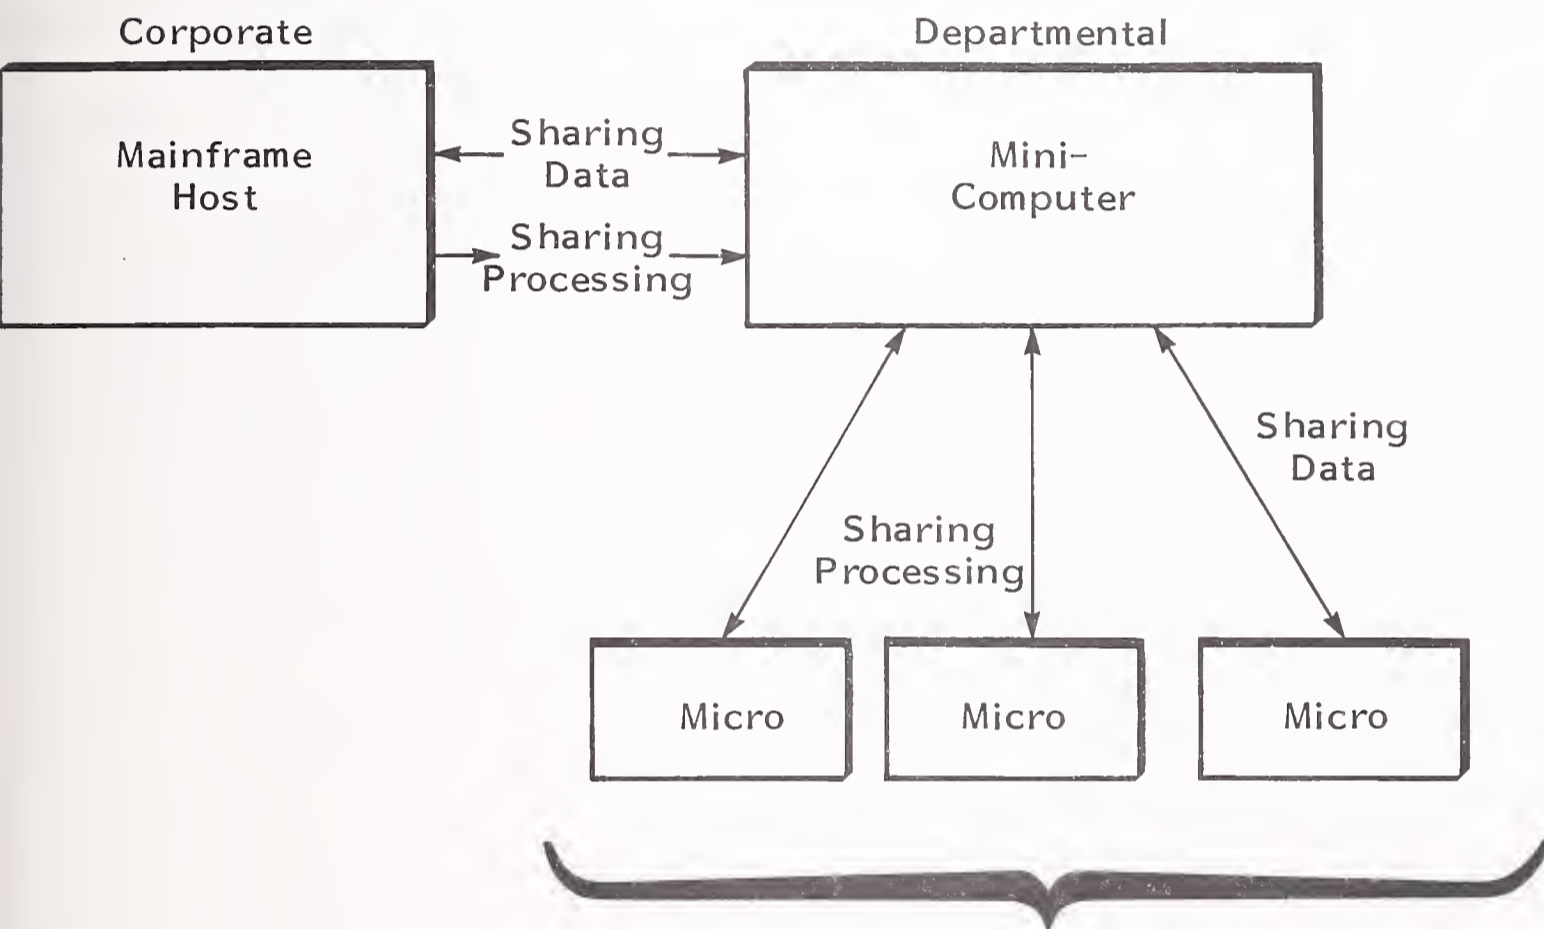 Corporate
Departmental
Mainframe
Host
Sharing
Data
Sharing
Processing
Mini-
Computer
Sharing
Data
Sharing
Processing
Micro
Micro
Micro